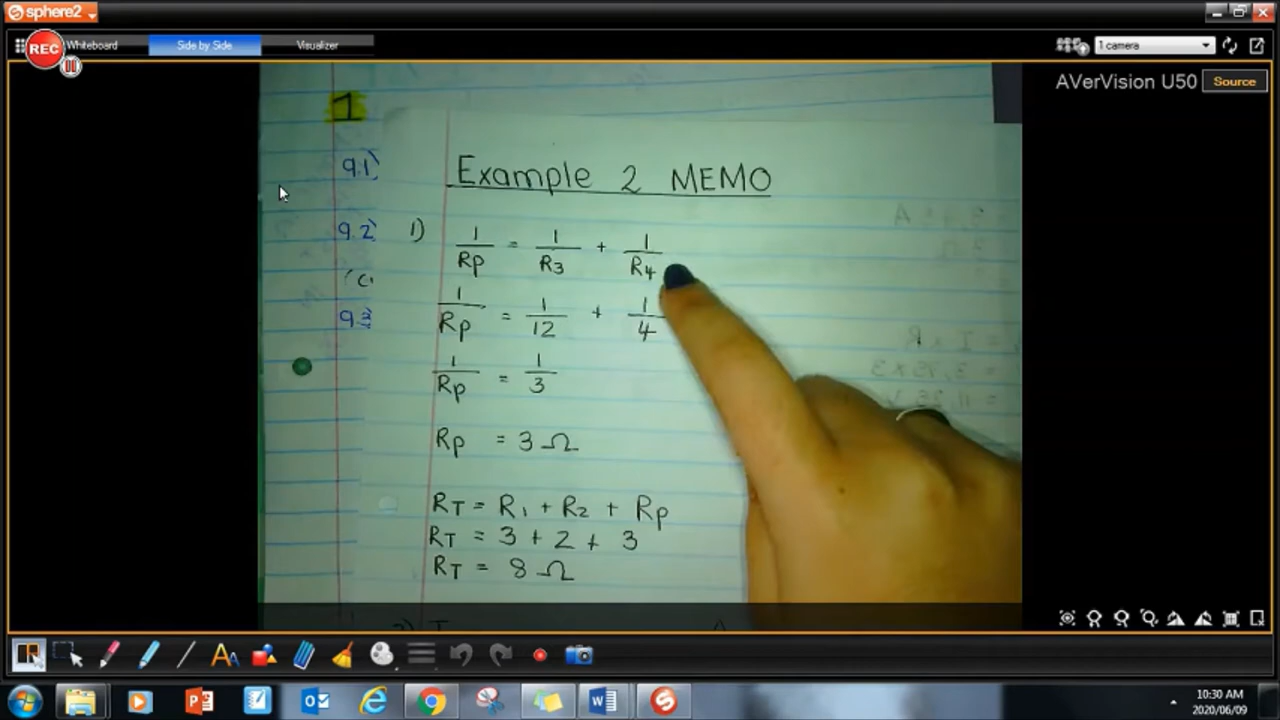 sphere2
REC
Whiteboard
Side by Side
Visualizer
1 camera
AVerVision U50
Source
1
9.1)
9.2)
9.3
Example 2 MEMO
1) 1/Rp = 1/R3 + 1/R4
1/Rp = 1/12 + 1/4
1/Rp = 1/3
Rp = 3 Ω
RT = R1 + R2 + Rp
RT = 3 + 2 + 3
RT = 8 Ω
10:30 AM
2020/06/09